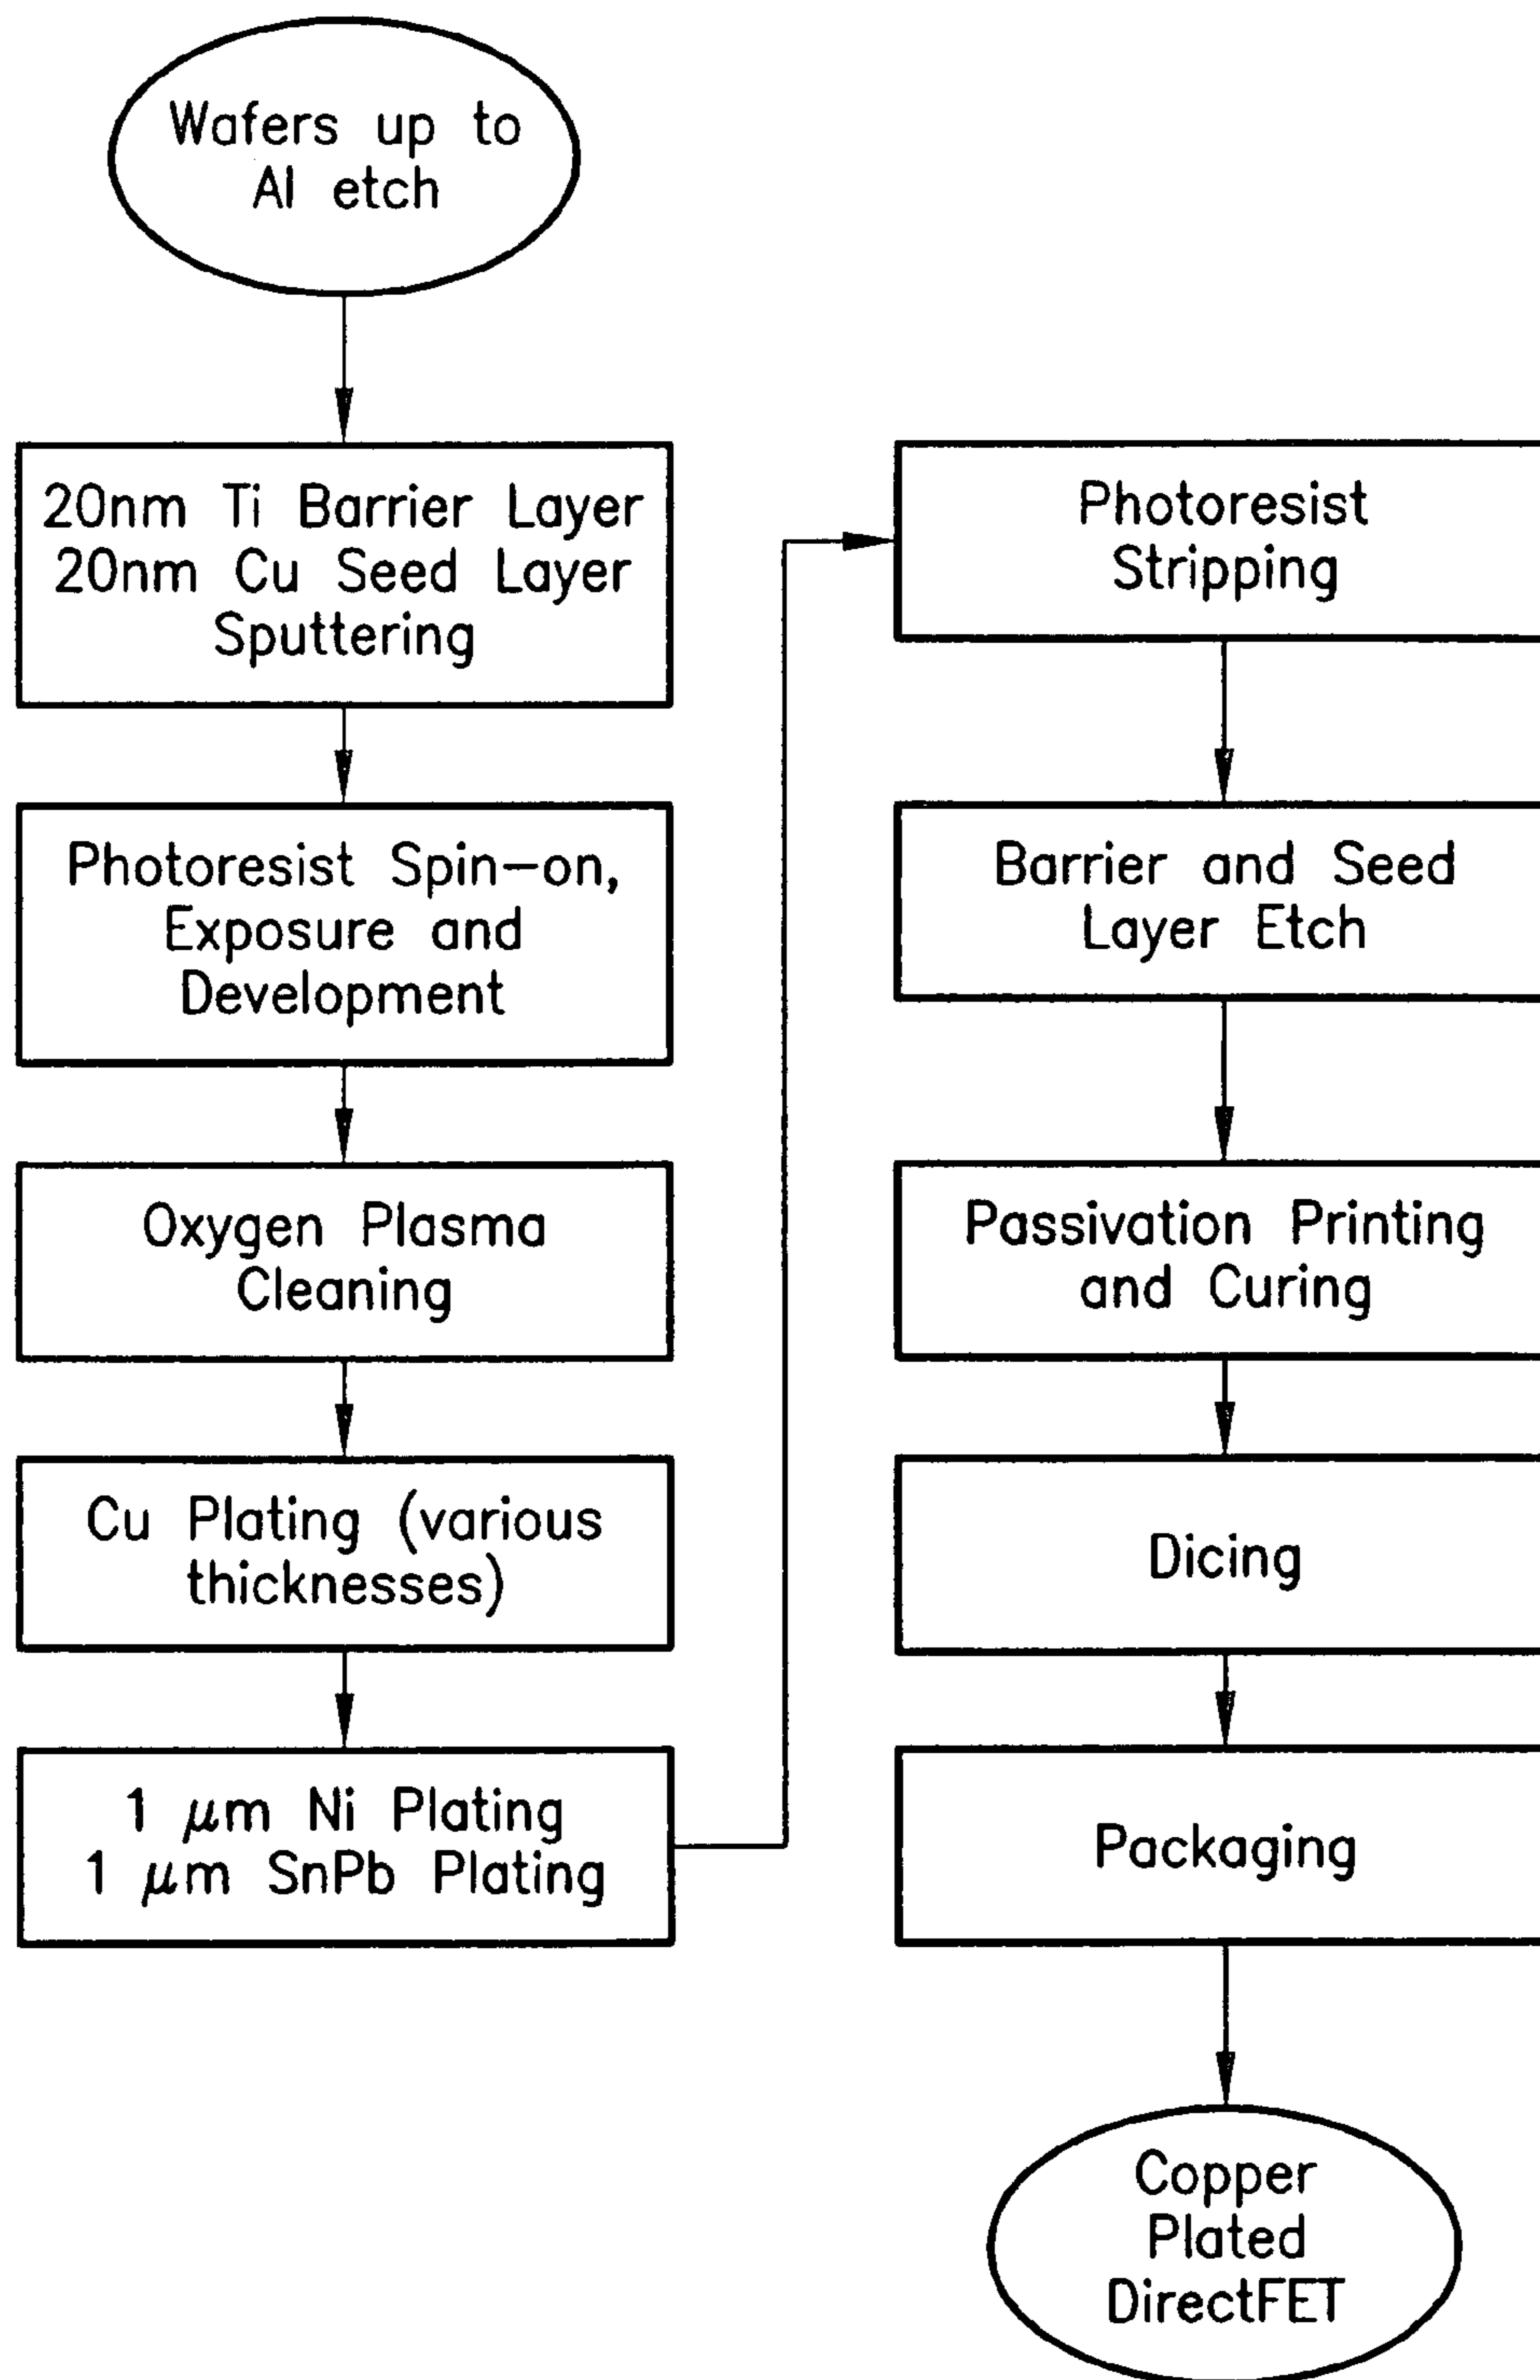 Wafers up to
Al etch
20nm Ti Barrier Layer
20nm Cu Seed Layer
Sputtering
Photoresist Spin-on,
Exposure and
Development
Oxygen Plasma
Cleaning
Cu Plating (various
thicknesses)
1 μm Ni Plating
1 μm SnPb Plating
Photoresist
Stripping
Barrier and Seed
Layer Etch
Passivation Printing
and Curing
Dicing
Packaging
Copper
Plated
DirectFET